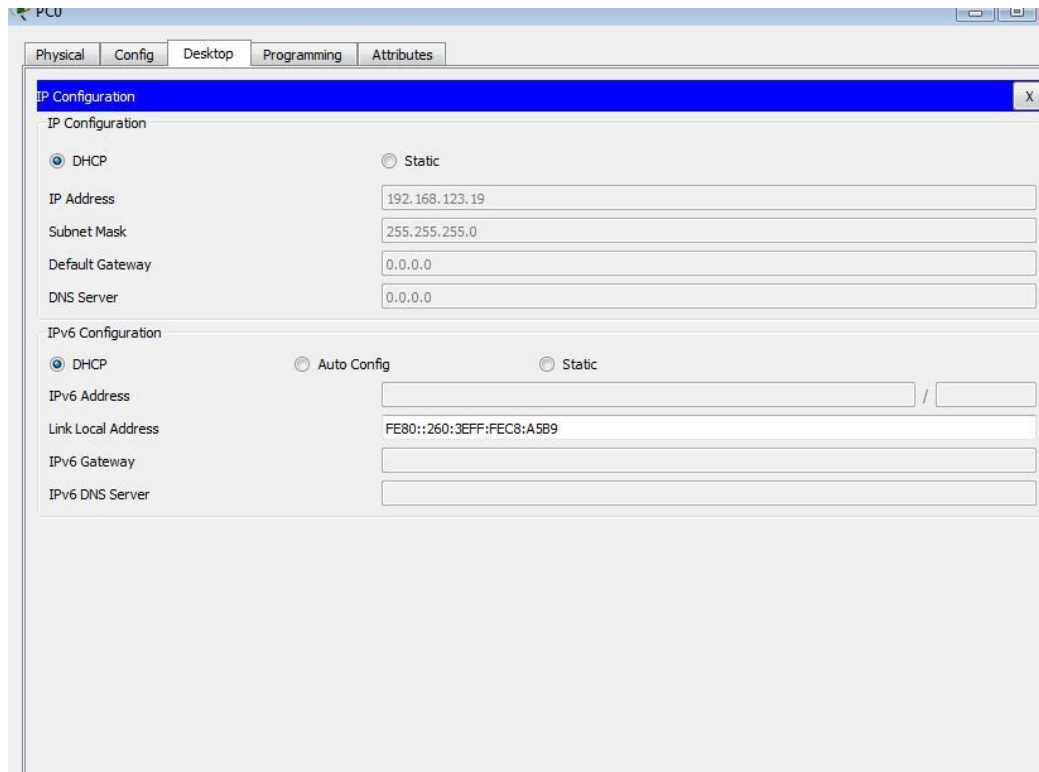 PC0
Physical Config Desktop Programming Attributes
IP Configuration X
IP Configuration
DHCP Static
IP Address 192.168.123.19
Subnet Mask 255.255.255.0
Default Gateway 0.0.0.0
DNS Server 0.0.0.0
IPv6 Configuration
DHCP Auto Config Static
IPv6 Address /
Link Local Address FE80::260:3EFF:FEC8:A5B9
IPv6 Gateway
IPv6 DNS Server